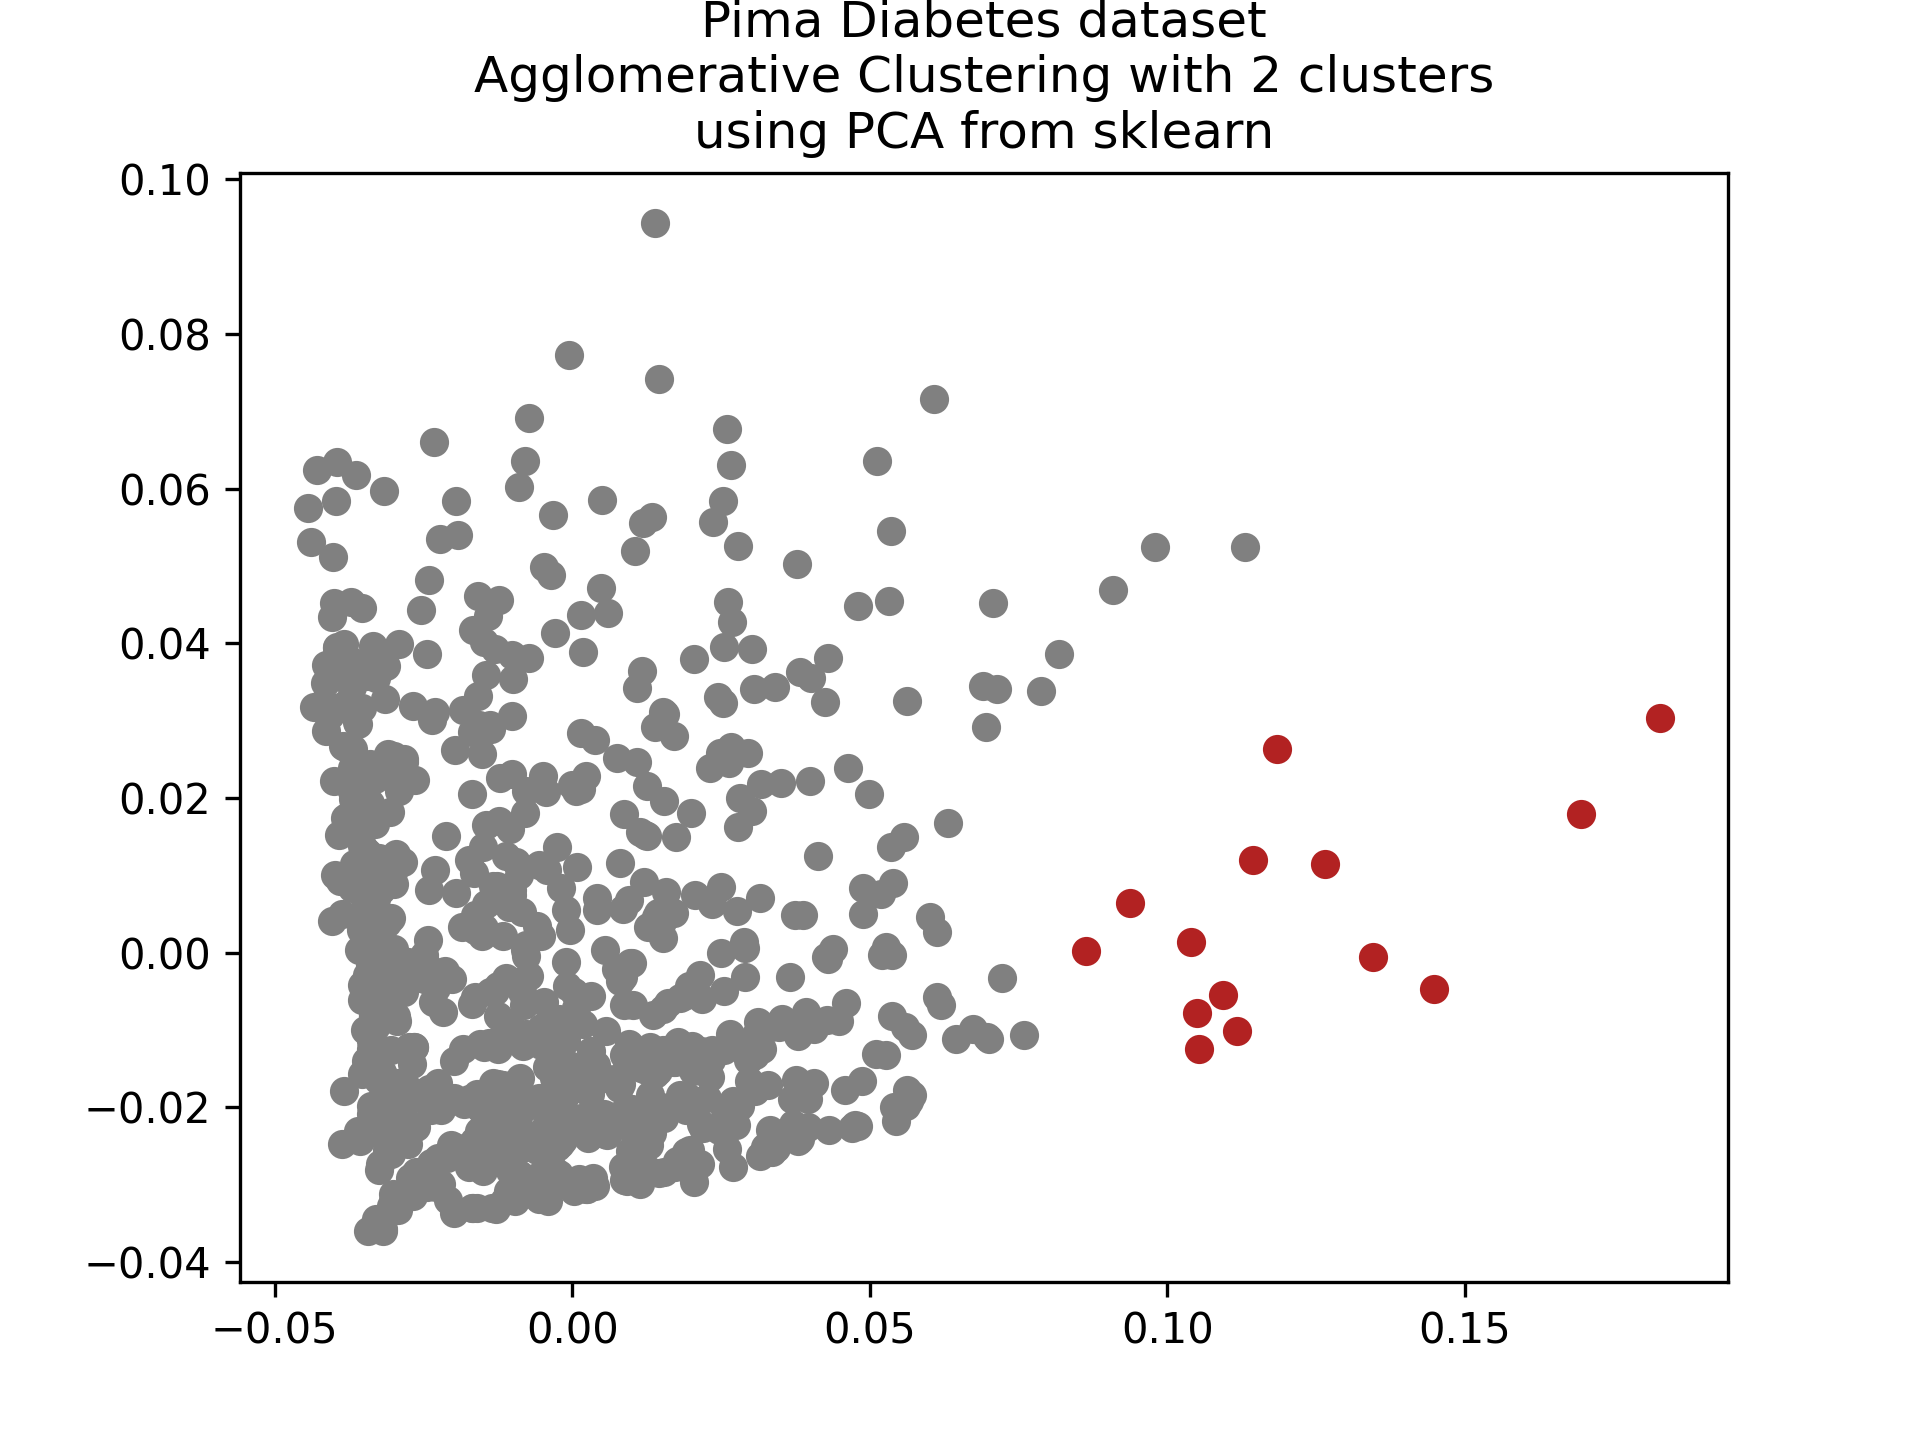 Pima Diabetes dataset
Agglomerative Clustering with 2 clusters
using PCA from sklearn
0.10
0.08
0.06
0.04
0.02
0.00
−0.02
−0.04
−0.05 0.00 0.05 0.10 0.15